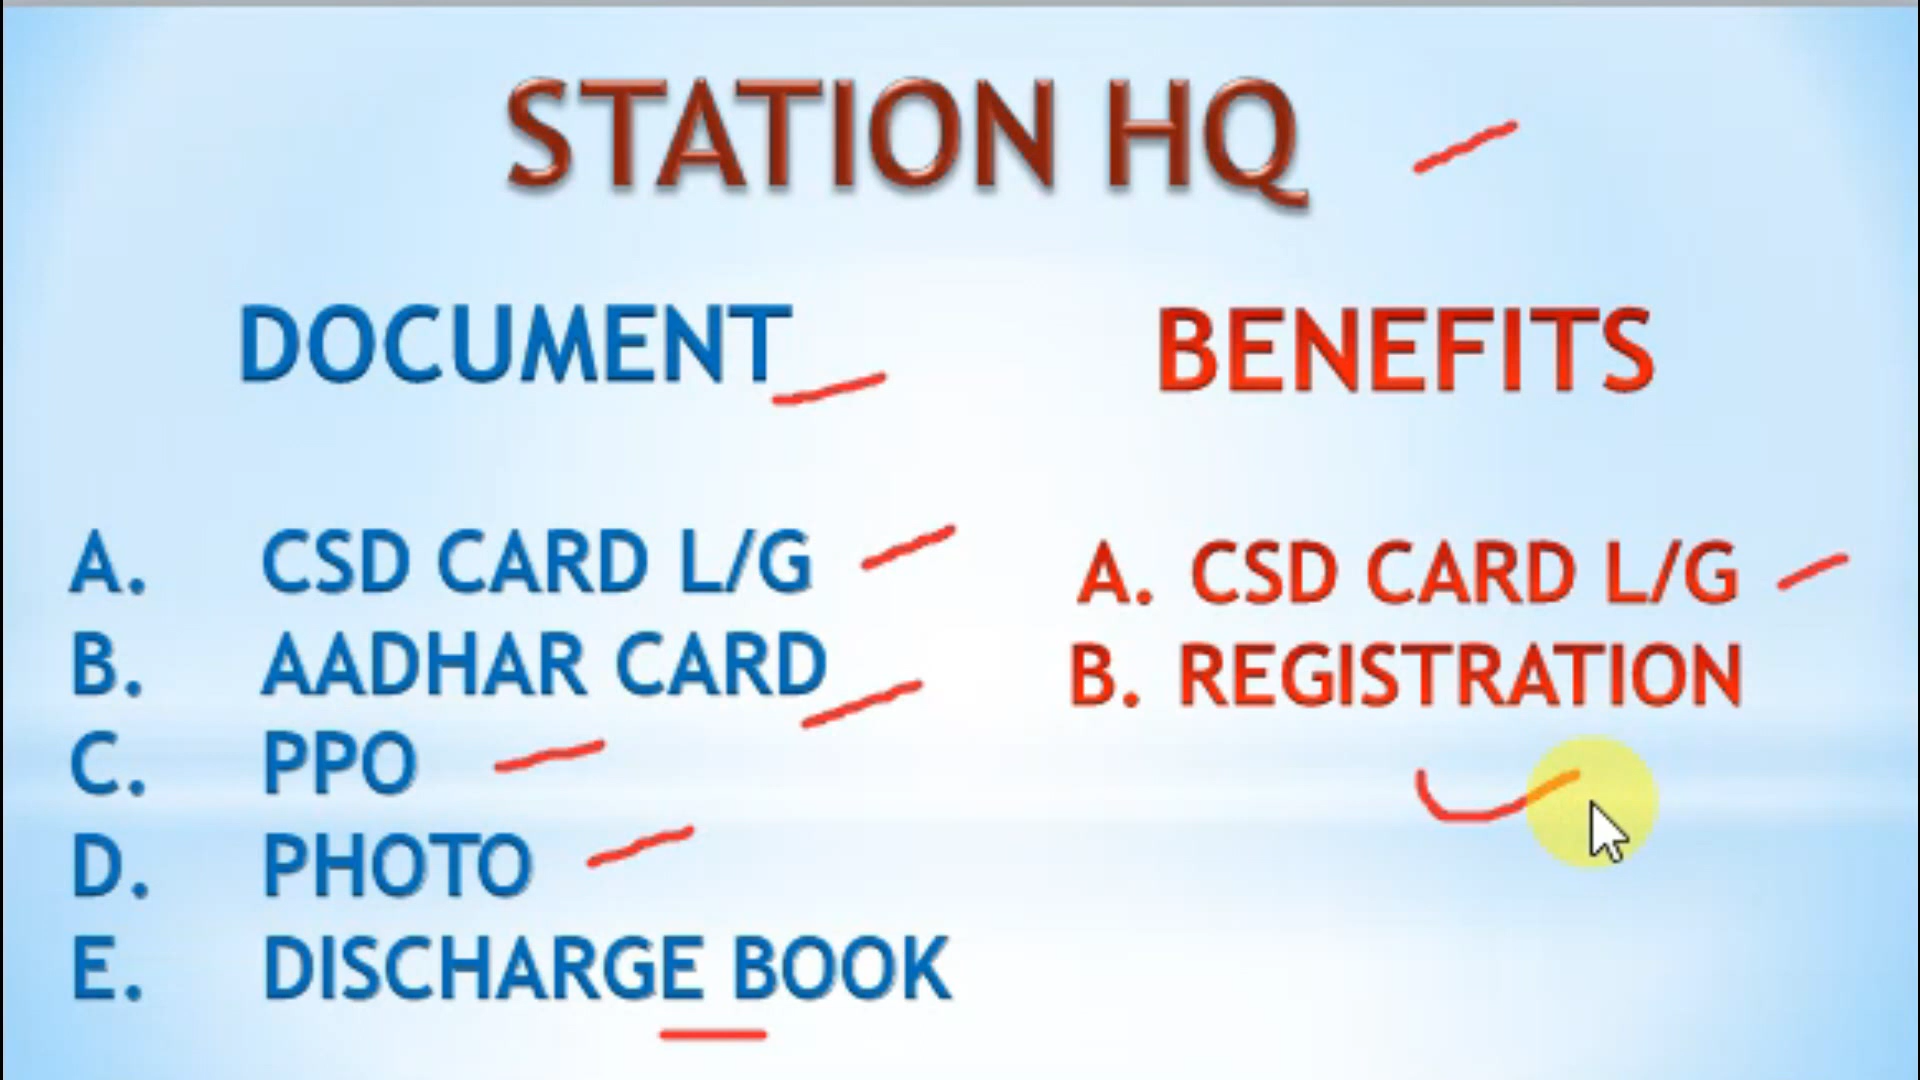 STATION HQ
DOCUMENT
A. CSD CARD L/G
B. AADHAR CARD
C. PPO
D. PHOTO
E. DISCHARGE BOOK
BENEFITS
A. CSD CARD L/G
B. REGISTRATION